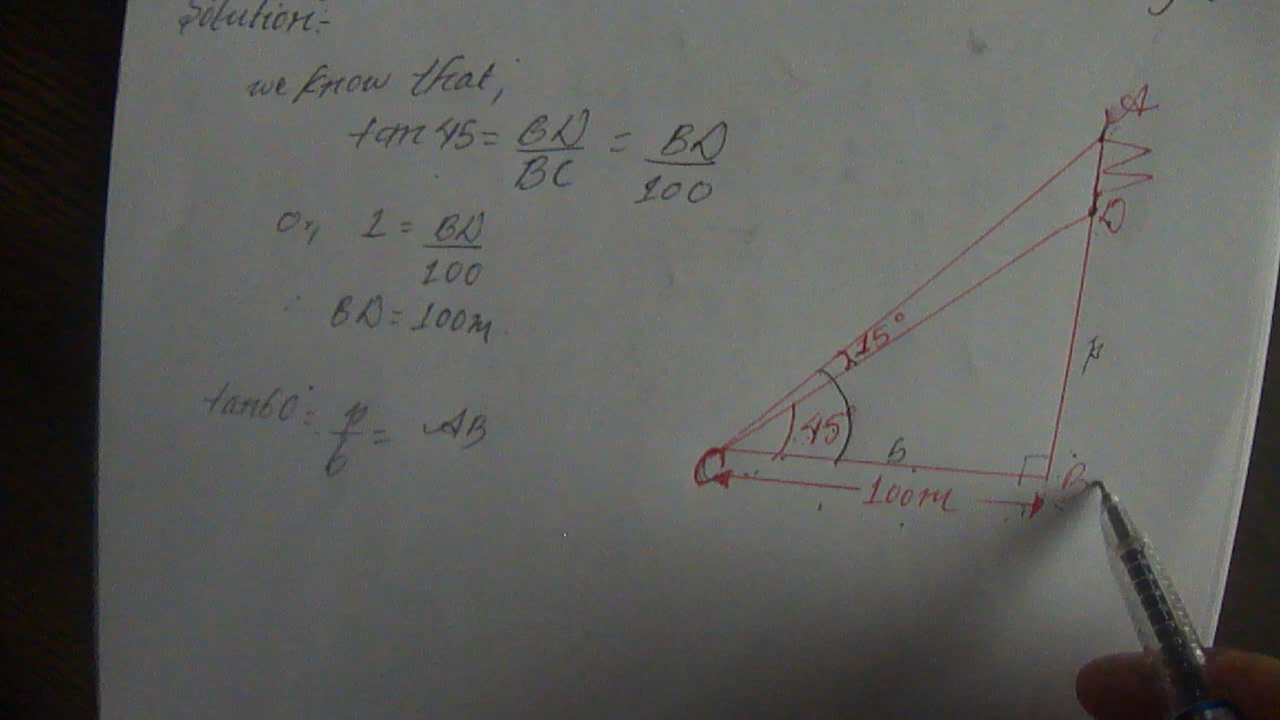 Solution:-
we know that,
tan 45 = BD/BC = BD/100
Or, 1 = BD/100
∴ BD = 100m
tan60° = p/b = AB
A
D
15°
45°
p
b
C
B
100m